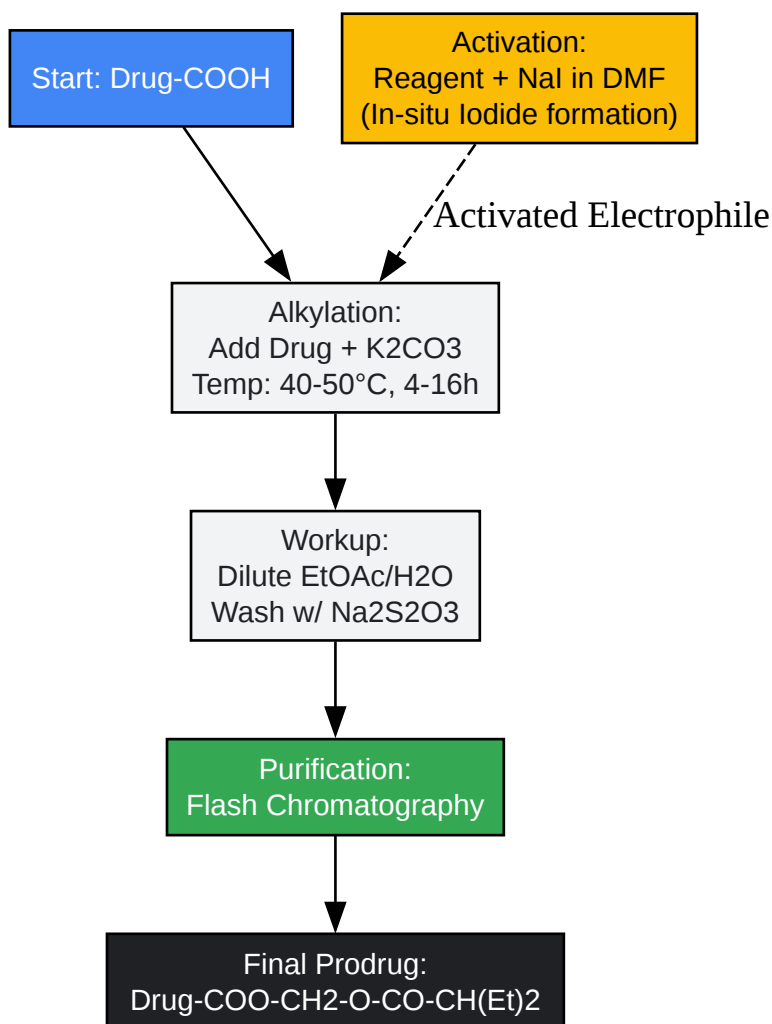 Start: Drug-COOH
Activation:
Reagent + NaI in DMF
(In-situ Iodide formation)
Activated Electrophile
Alkylation:
Add Drug + K2CO3
Temp: 40-50°C, 4-16h
Workup:
Dilute EtOAc/H2O
Wash w/ Na2S2O3
Purification:
Flash Chromatography
Final Prodrug:
Drug-COO-CH2-O-CO-CH(Et)2